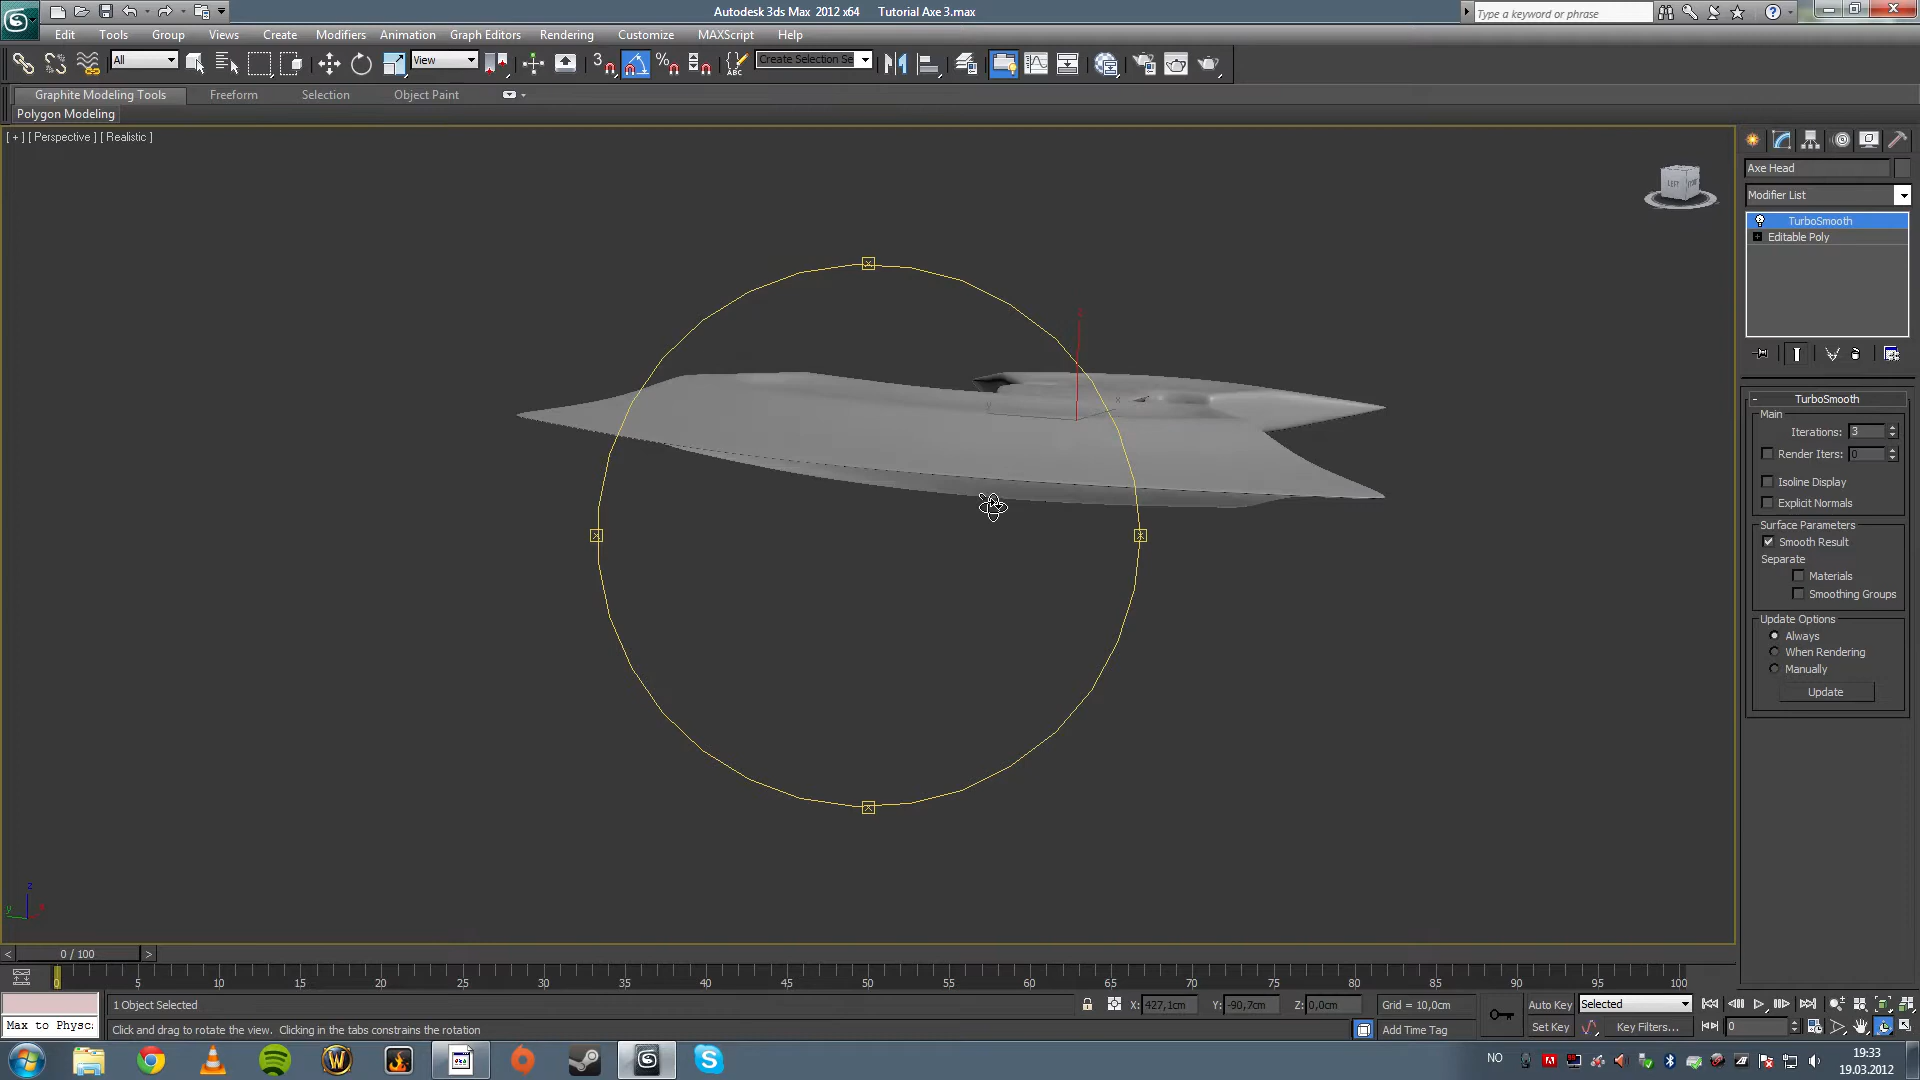 Autodesk 3ds Max 2012 x64 Tutorial Axe 3.max
Type a keyword or phrase
Edit Tools Group Views Create Modifiers Animation Graph Editors Rendering Customize MAXScript Help
All View Create Selection Se
Graphite Modeling Tools Freeform Selection Object Paint
Polygon Modeling
[ + ] [ Perspective ] [ Realistic ]
LEFT
Axe Head
Modifier List
TurboSmooth
Editable Poly
TurboSmooth
Main
Iterations: 3
Render Iters: 0
Isoline Display
Explicit Normals
Surface Parameters
Smooth Result
Separate
Materials
Smoothing Groups
Update Options
Always
When Rendering
Manually
Update
z
y x
z
y
< 0 / 100 >
0 5 10 15 20 25 30 35 40 45 50 55 60 65 70 75 80 85 90 95 100
1 Object Selected X: 427,1cm Y: -90,7cm Z: 0,0cm Grid = 10,0cm Auto Key Selected
Max to Physc: Click and drag to rotate the view. Clicking in the tabs constrains the rotation Add Time Tag Set Key Key Filters... 0
NO 19:33
19.03.2012